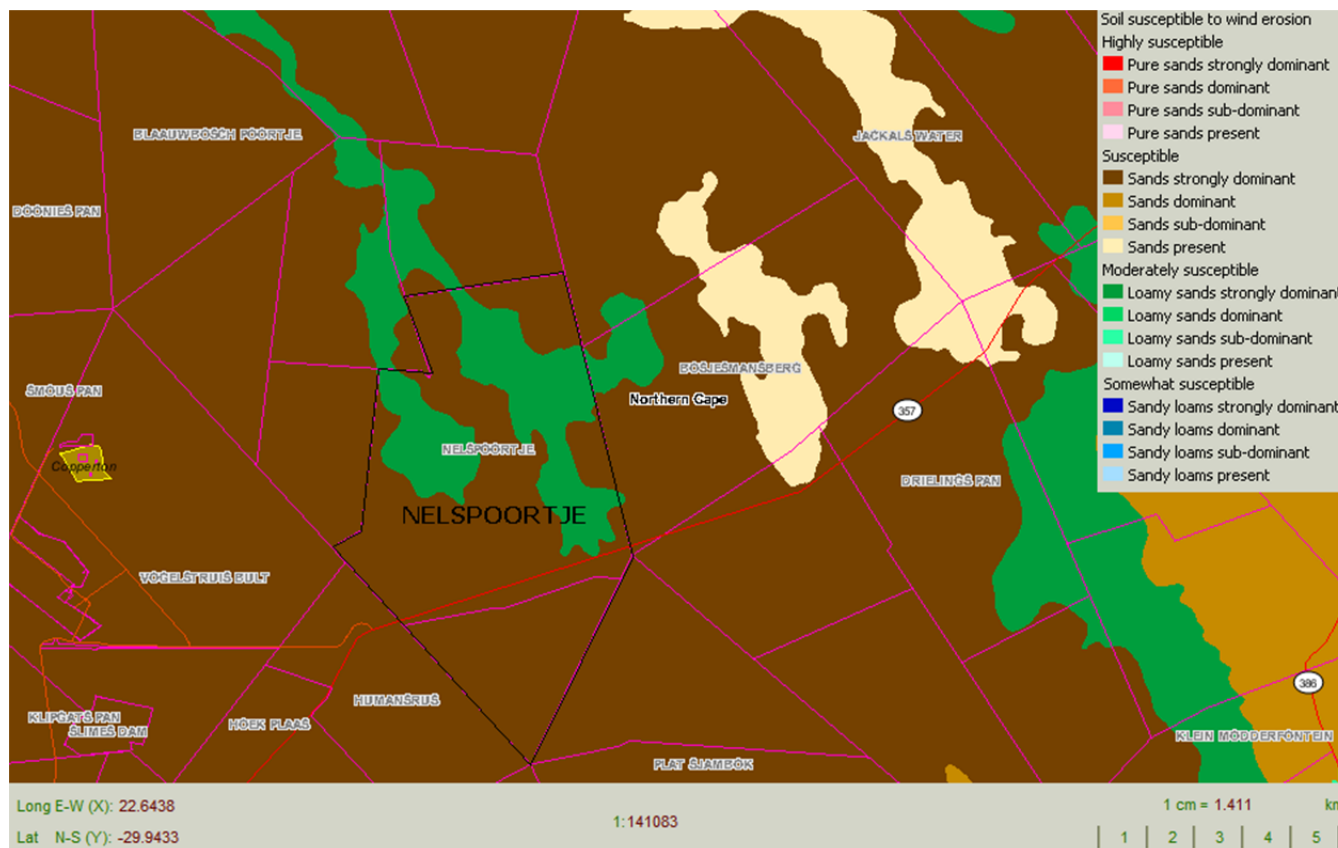 Soil susceptible to wind erosion
Highly susceptible
Pure sands strongly dominant
Pure sands dominant
Pure sands sub-dominant
Pure sands present
Susceptible
Sands strongly dominant
Sands dominant
Sands sub-dominant
Sands present
Moderately susceptible
Loamy sands strongly dominant
Loamy sands dominant
Loamy sands sub-dominant
Loamy sands present
Somewhat susceptible
Sandy loams strongly dominant
Sandy loams dominant
Sandy loams sub-dominant
Sandy loams present
BLAAUWBOSCH POORTJE
JACKALS WATER
DOONIES PAN
BOSJESMANSBERG
SMOUS PAN
Northern Cape
357
NELSPOORTJE
Copperton
DRIELINGS PAN
NELSPOORTJE
VOGELSTRUIS BULT
386
HUMANSRUS
KLIPGATS PAN
SLIMES DAM
HOEK PLAAS
KLEIN MODDERFONTEIN
PLAT SJAMBOK
Long E-W (X): 22.6438
1:141083
1 cm = 1.411 km
Lat N-S (Y): -29.9433
1 2 3 4 5